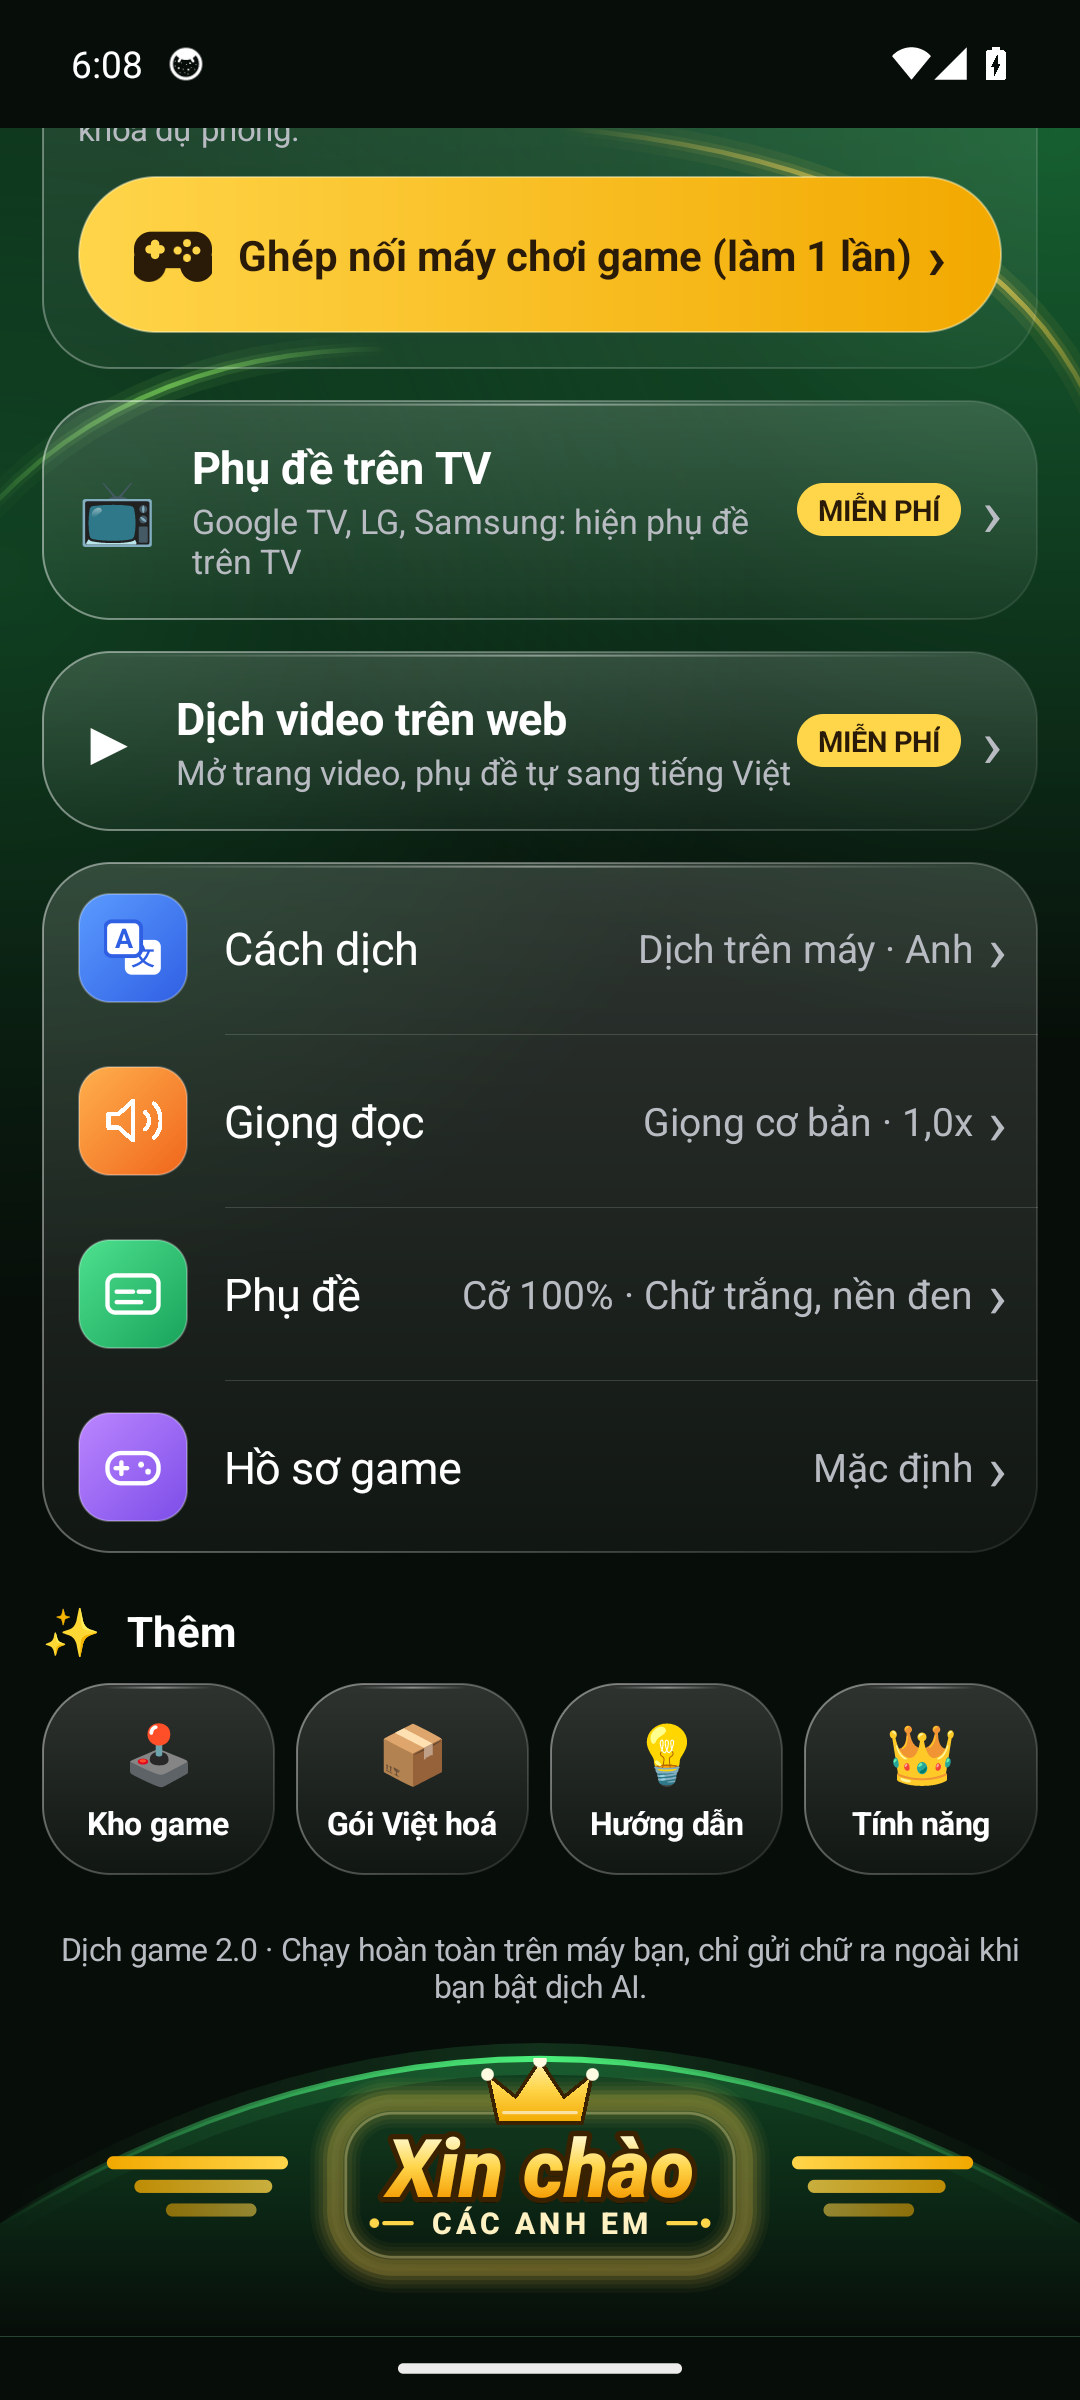 6:08
khoá dự phòng.
Ghép nối máy chơi game (làm 1 lần) ›
Phụ đề trên TV
Google TV, LG, Samsung: hiện phụ đề
trên TV
MIỄN PHÍ ›
Dịch video trên web
Mở trang video, phụ đề tự sang tiếng Việt
MIỄN PHÍ ›
Cách dịch
Dịch trên máy · Anh ›
Giọng đọc
Giọng cơ bản · 1,0x ›
Phụ đề
Cỡ 100% · Chữ trắng, nền đen ›
Hồ sơ game
Mặc định ›
✨ Thêm
Kho game
Gói Việt hoá
Hướng dẫn
Tính năng
Dịch game 2.0 · Chạy hoàn toàn trên máy bạn, chỉ gửi chữ ra ngoài khi
bạn bật dịch AI.
Xin chào
CÁC ANH EM